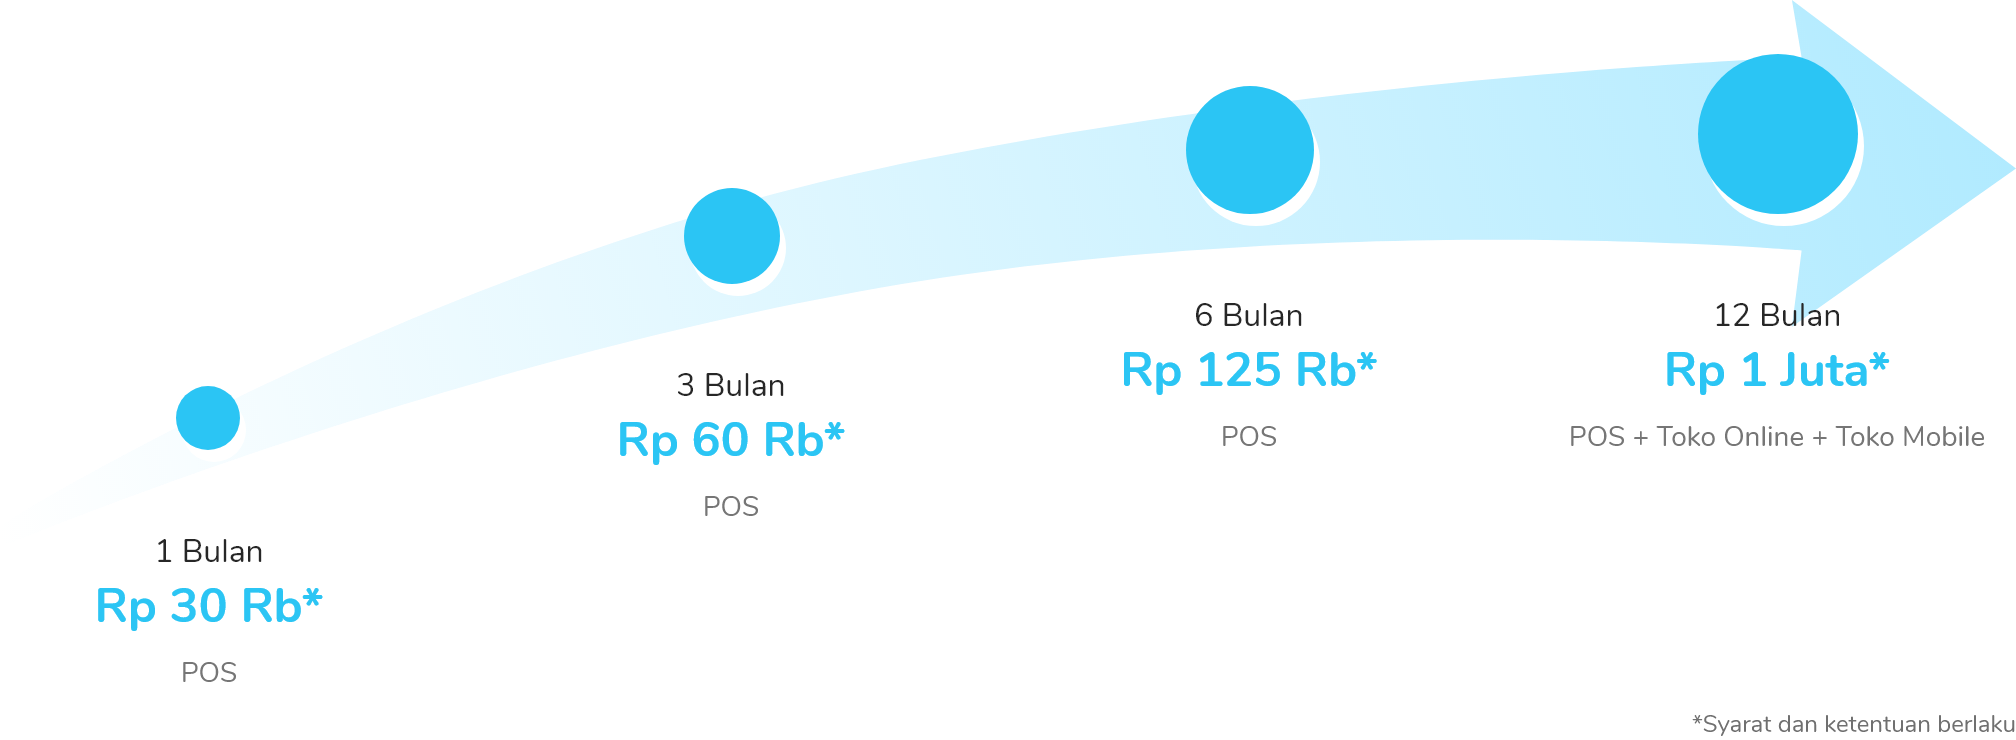 1 Bulan
Rp 30 Rb*
POS
3 Bulan
Rp 60 Rb*
POS
6 Bulan
Rp 125 Rb*
POS
12 Bulan
Rp 1 Juta*
POS + Toko Online + Toko Mobile
*Syarat dan ketentuan berlaku